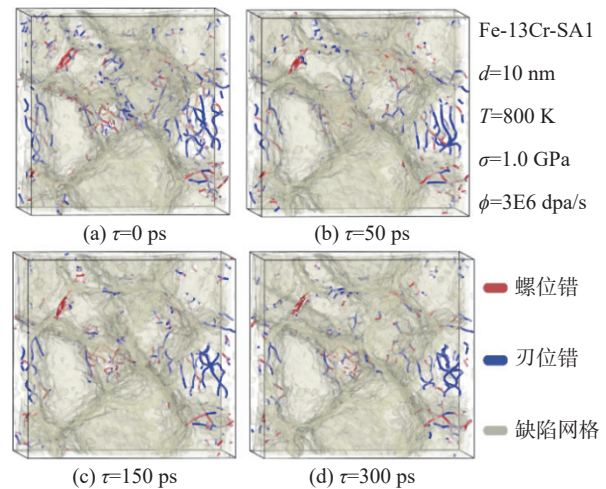 Fe-13Cr-SA1
d=10 nm
T=800 K
σ=1.0 GPa
ϕ=3E6 dpa/s
(a) τ=0 ps
(b) τ=50 ps
螺位错
刃位错
缺陷网格
(c) τ=150 ps
(d) τ=300 ps